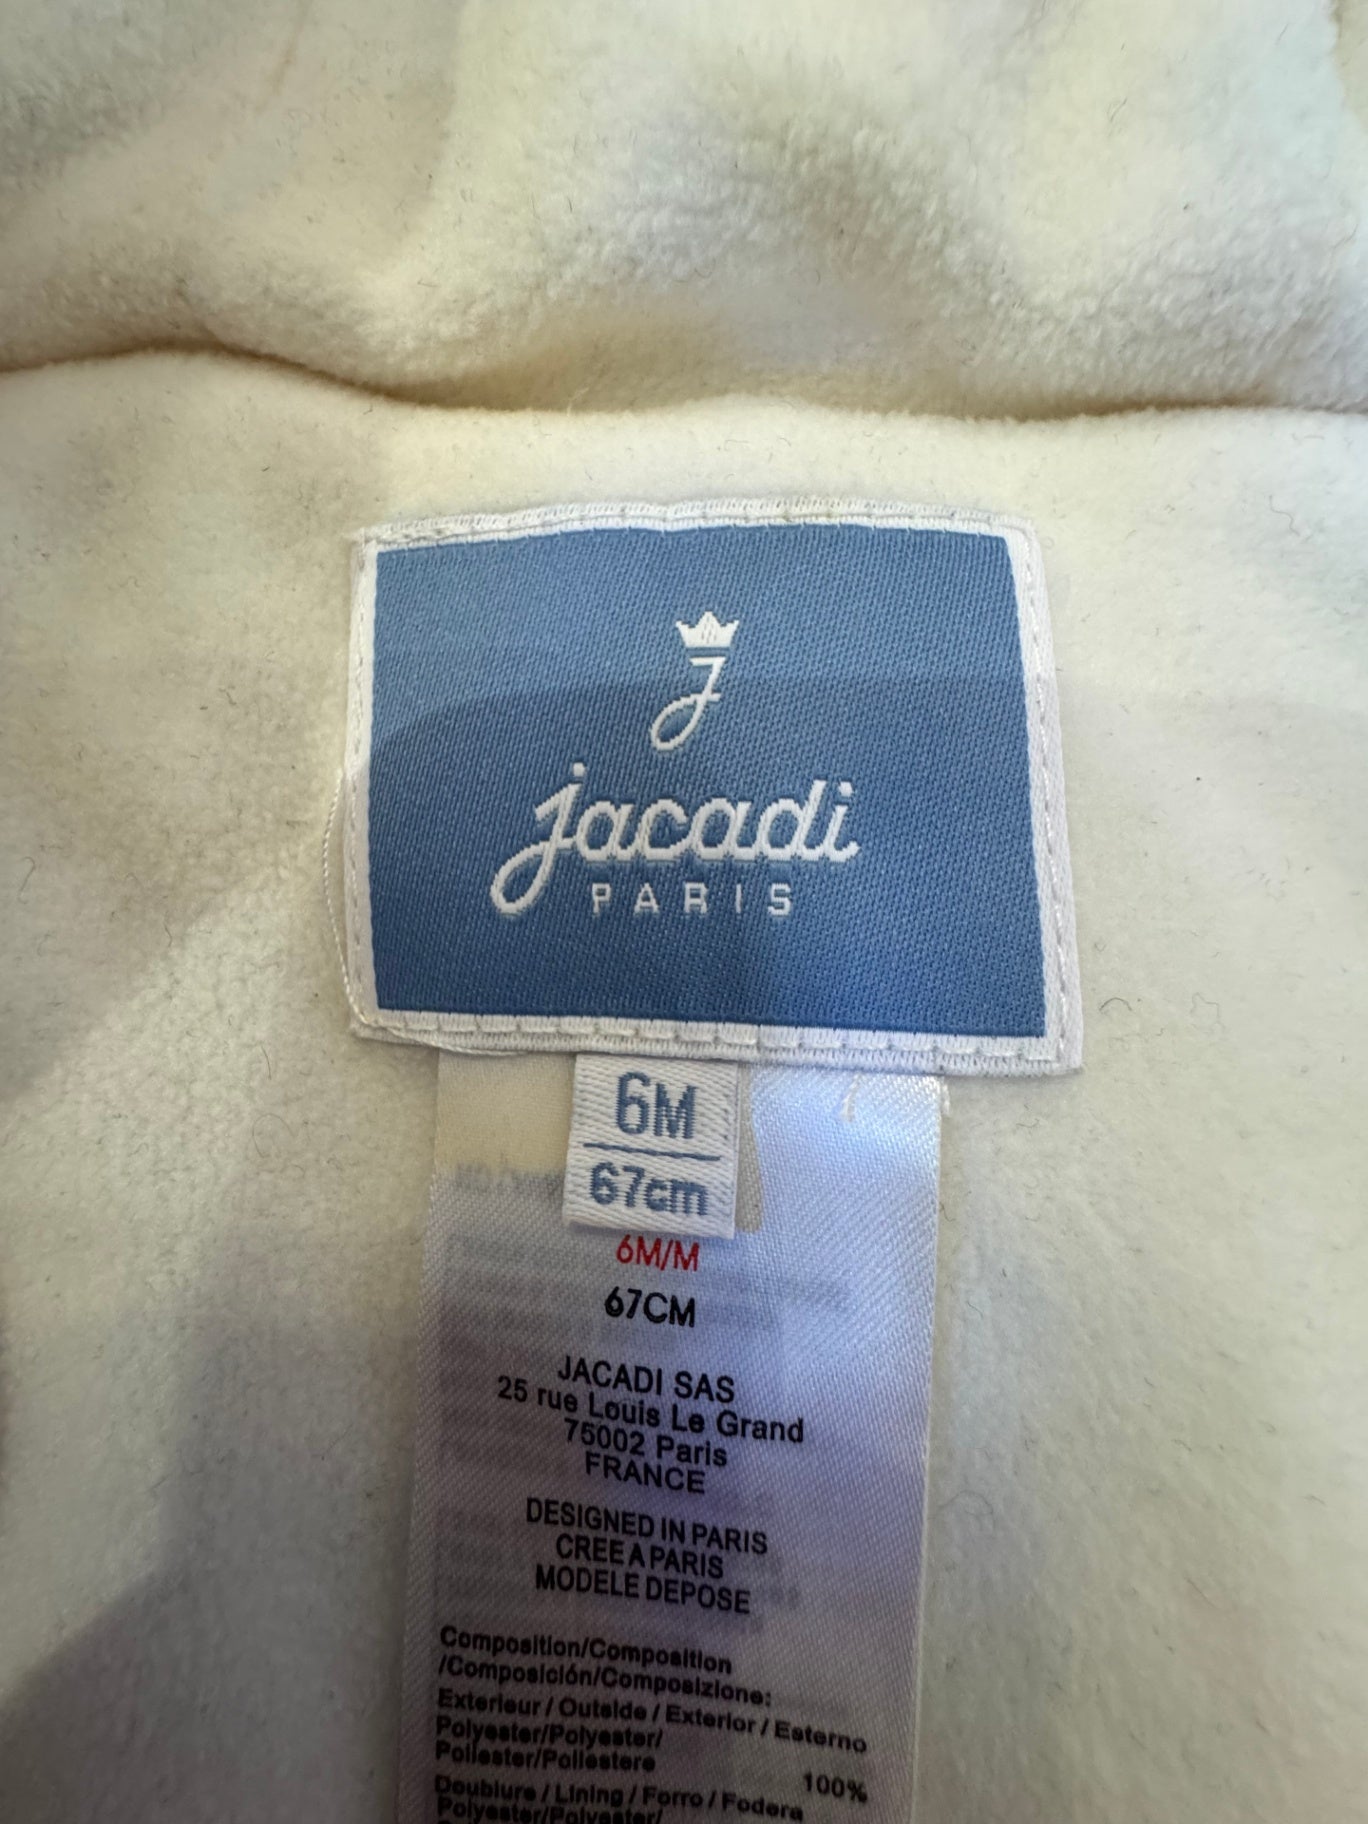 J
jacadi
PARIS
6M
67cm
6M/M
67CM
JACADI SAS
25 rue Louis Le Grand
75002 Paris
FRANCE
DESIGNED IN PARIS
CREE A PARIS
MODELE DEPOSE
Composition/Composition
/Composición/Composizione:
Exterieur / Outside / Exterior / Esterno
Polyester/Polyester/
Poliester/Poliestere
100%
Doublure / Lining / Forro / Fodera
Polyester/Polyester/